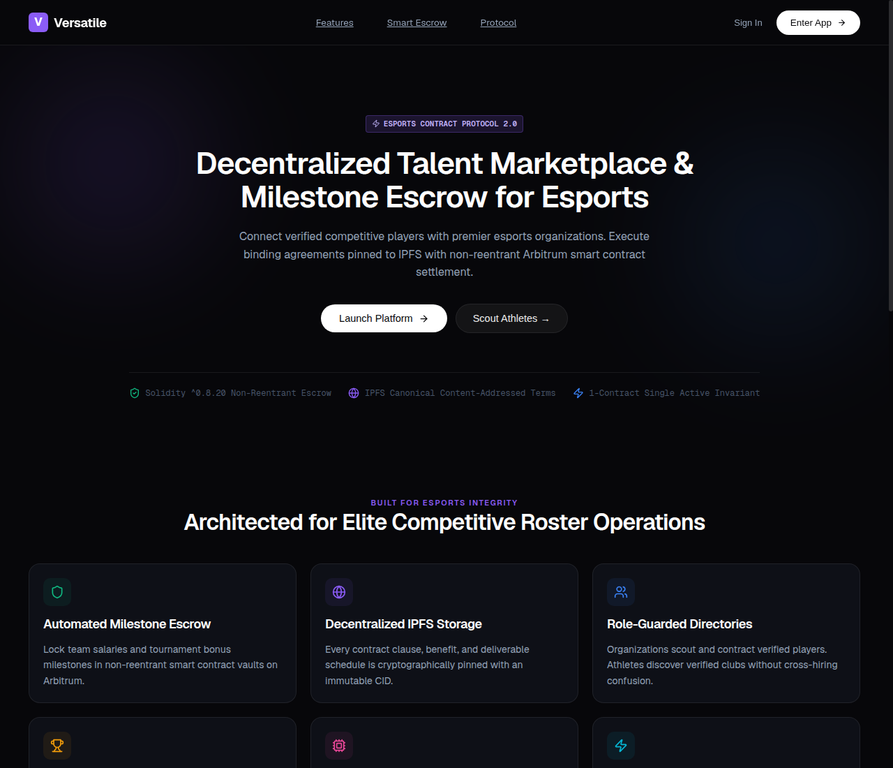 V Versatile
Features
Smart Escrow
Protocol
Sign In
Enter App →
ESPORTS CONTRACT PROTOCOL 2.0
Decentralized Talent Marketplace &
Milestone Escrow for Esports
Connect verified competitive players with premier esports organizations. Execute
binding agreements pinned to IPFS with non-reentrant Arbitrum smart contract
settlement.
Launch Platform →
Scout Athletes →
Solidity ^0.8.20 Non-Reentrant Escrow
IPFS Canonical Content-Addressed Terms
1-Contract Single Active Invariant
BUILT FOR ESPORTS INTEGRITY
Architected for Elite Competitive Roster Operations
Automated Milestone Escrow
Lock team salaries and tournament bonus
milestones in non-reentrant smart contract vaults on
Arbitrum.
Decentralized IPFS Storage
Every contract clause, benefit, and deliverable
schedule is cryptographically pinned with an
immutable CID.
Role-Guarded Directories
Organizations scout and contract verified players.
Athletes discover verified clubs without cross-hiring
confusion.